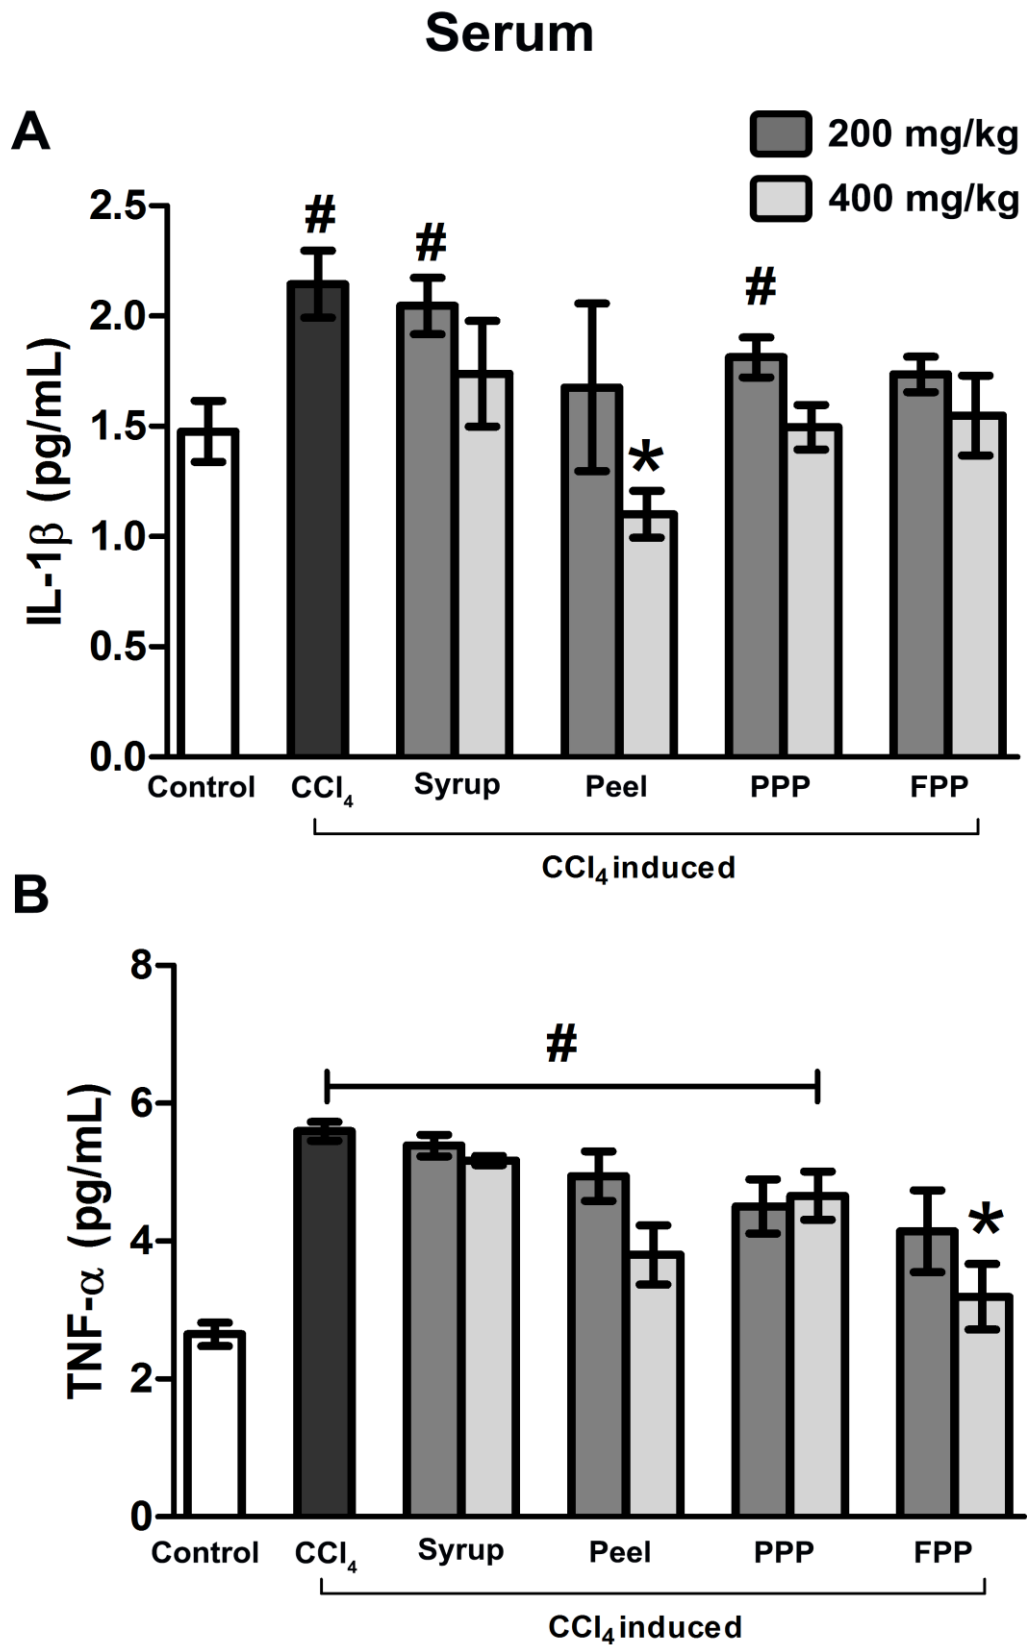 Serum
A
200 mg/kg
400 mg/kg
IL-1β (pg/mL)
2.5
2.0
1.5
1.0
0.5
0.0
# # # *
Control CCl₄ Syrup Peel PPP FPP
CCl₄ induced
B
TNF-α (pg/mL)
8
6
4
2
0
#
*
Control CCl₄ Syrup Peel PPP FPP
CCl₄ induced